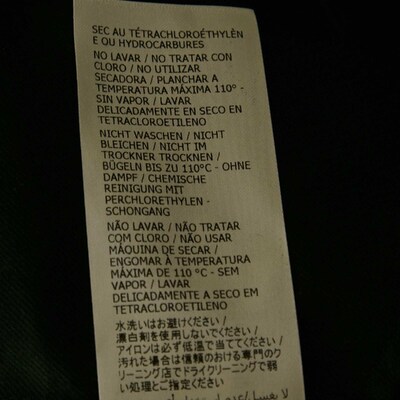 SEC AU TÉTRACHLOROÉTHYLÈN
E OU HYDROCARBURES
NO LAVAR / NO TRATAR CON
CLORO / NO UTILIZAR
SECADORA / PLANCHAR A
TEMPERATURA MÁXIMA 110° -
SIN VAPOR / LAVAR
DELICADAMENTE EN SECO EN
TETRACLOROETILENO
NICHT WASCHEN / NICHT
BLEICHEN / NICHT IM
TROCKNER TROCKNEN /
BÜGELN BIS ZU 110°C - OHNE
DAMPF / CHEMISCHE
REINIGUNG MIT
PERCHLORETHYLEN -
SCHONGANG
NÃO LAVAR / NÃO TRATAR
COM CLORO / NÃO USAR
MÁQUINA DE SECAR /
ENGOMAR À TEMPERATURA
MÁXIMA DE 110 °C - SEM
VAPOR / LAVAR
DELICADAMENTE A SECO EM
TETRACLOROETILENO
水洗いはお避けください /
漂白剤を使用しないでください /
アイロンは必ず低温で当ててください /
汚れた場合は信頼のおける専門のク
リーニング店でドライクリーニングで弱
い処理とご指定ください